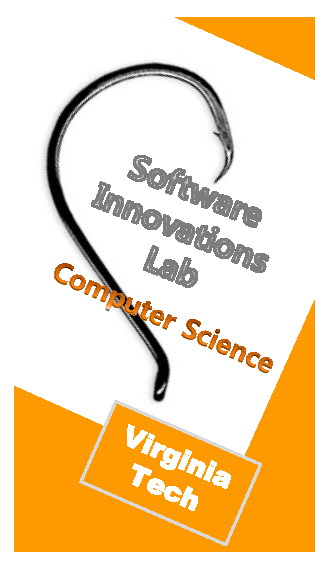 Software
Innovations
Lab
Computer Science
Virginia
Tech